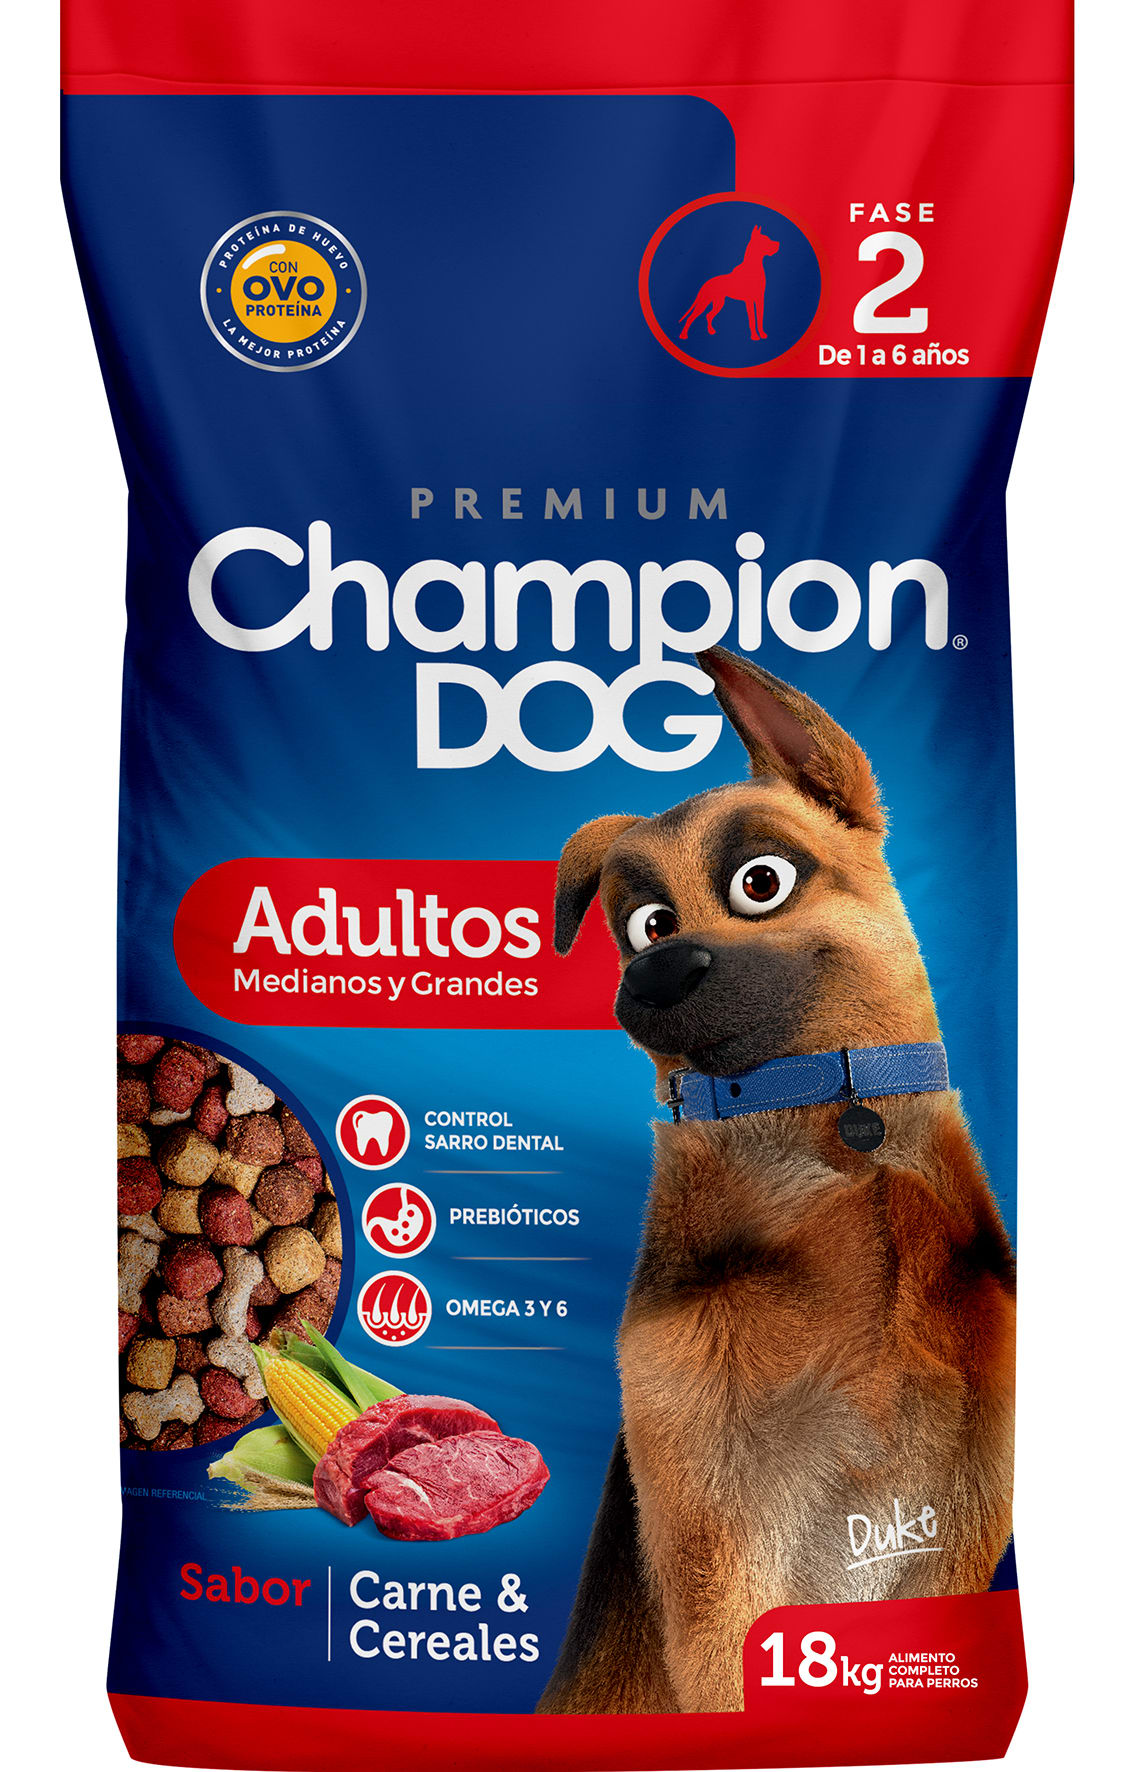 PROTEÍNA DE HUEVO
CON
OVO
PROTEÍNA
LA MEJOR PROTEÍNA
FASE
2
De 1 a 6 años
PREMIUM
Champion®
DOG
Adultos
Medianos y Grandes
CONTROL
SARRO DENTAL
PREBIÓTICOS
OMEGA 3 Y 6
DUKE
IMAGEN REFERENCIAL
Duke
Sabor
Carne &
Cereales
18kg
ALIMENTO
COMPLETO
PARA PERROS